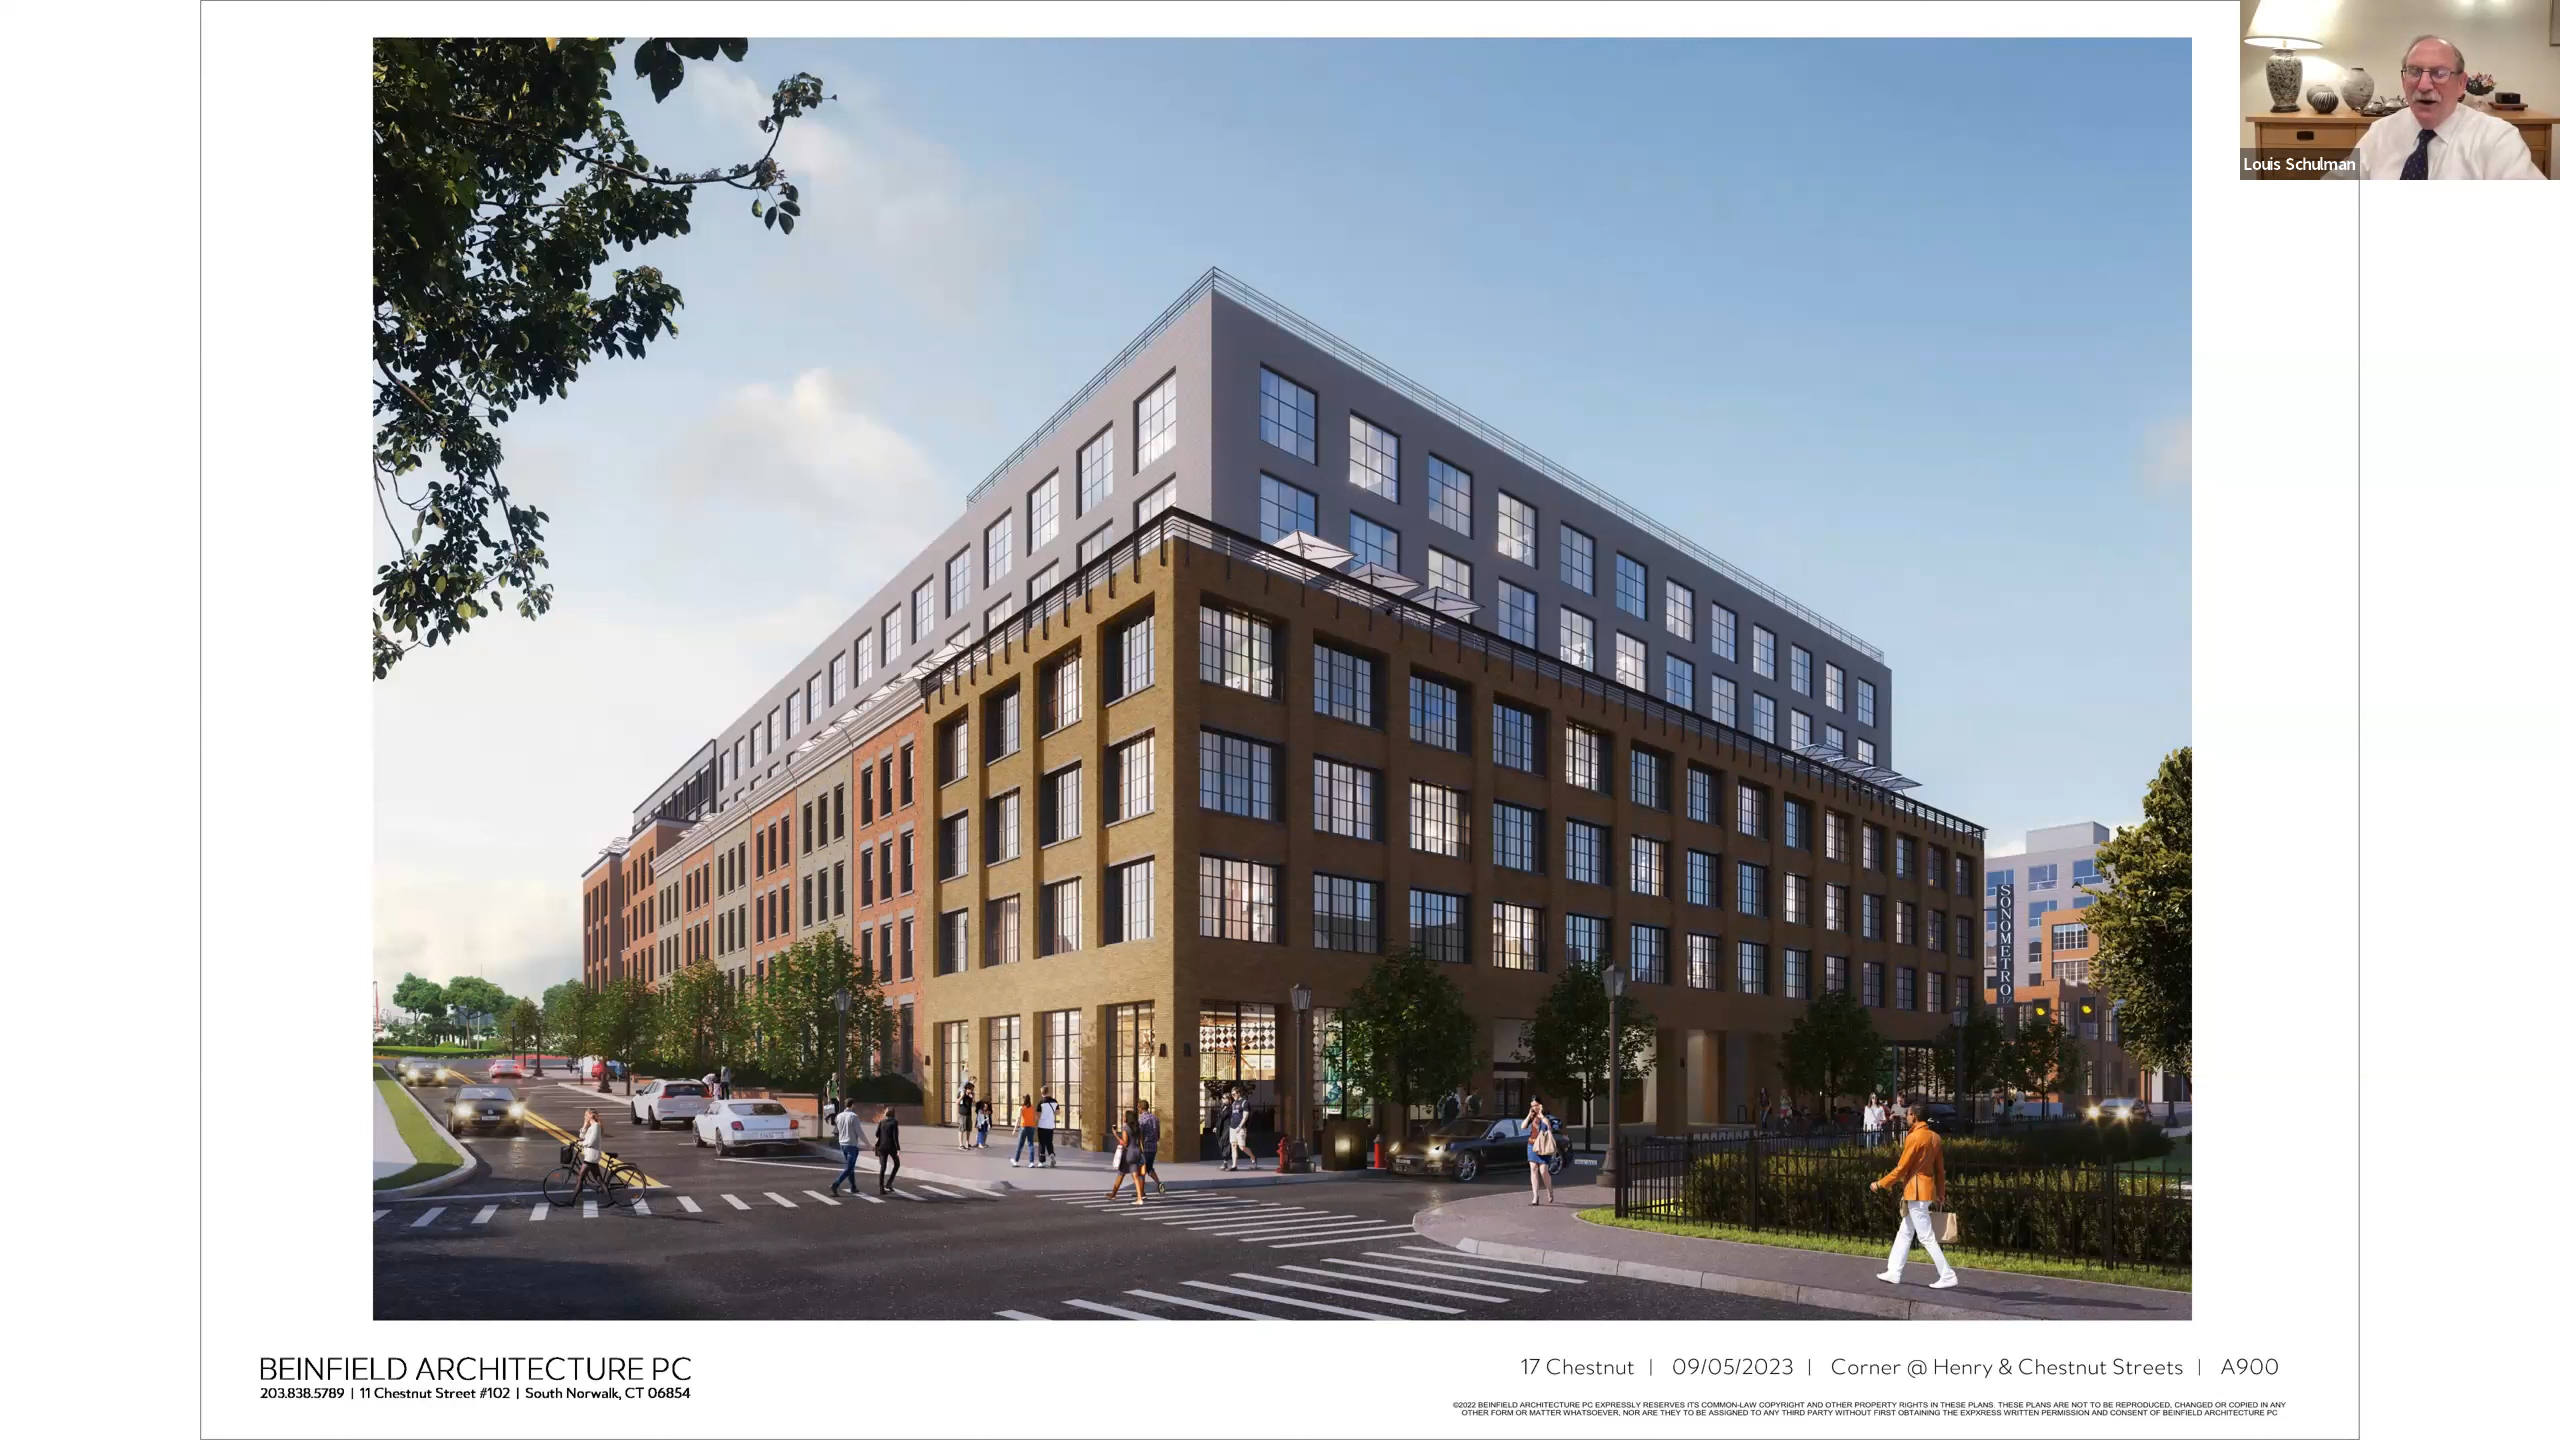 Louis Schulman
SONOMETRO
BEINFIELD ARCHITECTURE PC
203.838.5789 | 11 Chestnut Street #102 | South Norwalk, CT 06854
17 Chestnut | 09/05/2023 | Corner @ Henry & Chestnut Streets | A900
©2022 BEINFIELD ARCHITECTURE PC EXPRESSLY RESERVES ITS COMMON-LAW COPYRIGHT AND OTHER PROPERTY RIGHTS IN THESE PLANS. THESE PLANS ARE NOT TO BE REPRODUCED, CHANGED OR COPIED IN ANY
OTHER FORM OR MATTER WHATSOEVER, NOR ARE THEY TO BE ASSIGNED TO ANY THIRD PARTY WITHOUT FIRST OBTAINING THE EXPXRESS WRITTEN PERMISSION AND CONSENT OF BEINFIELD ARCHITECTURE PC